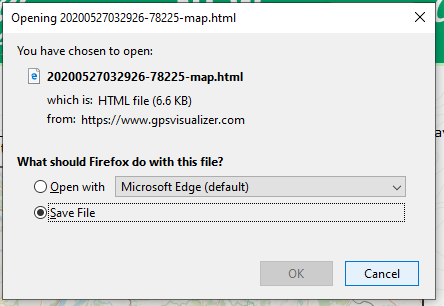 Opening 20200527032926-78225-map.html
You have chosen to open:
20200527032926-78225-map.html
which is: HTML file (6.6 KB)
from: https://www.gpsvisualizer.com
What should Firefox do with this file?
Open with Microsoft Edge (default)
Save File
OK Cancel